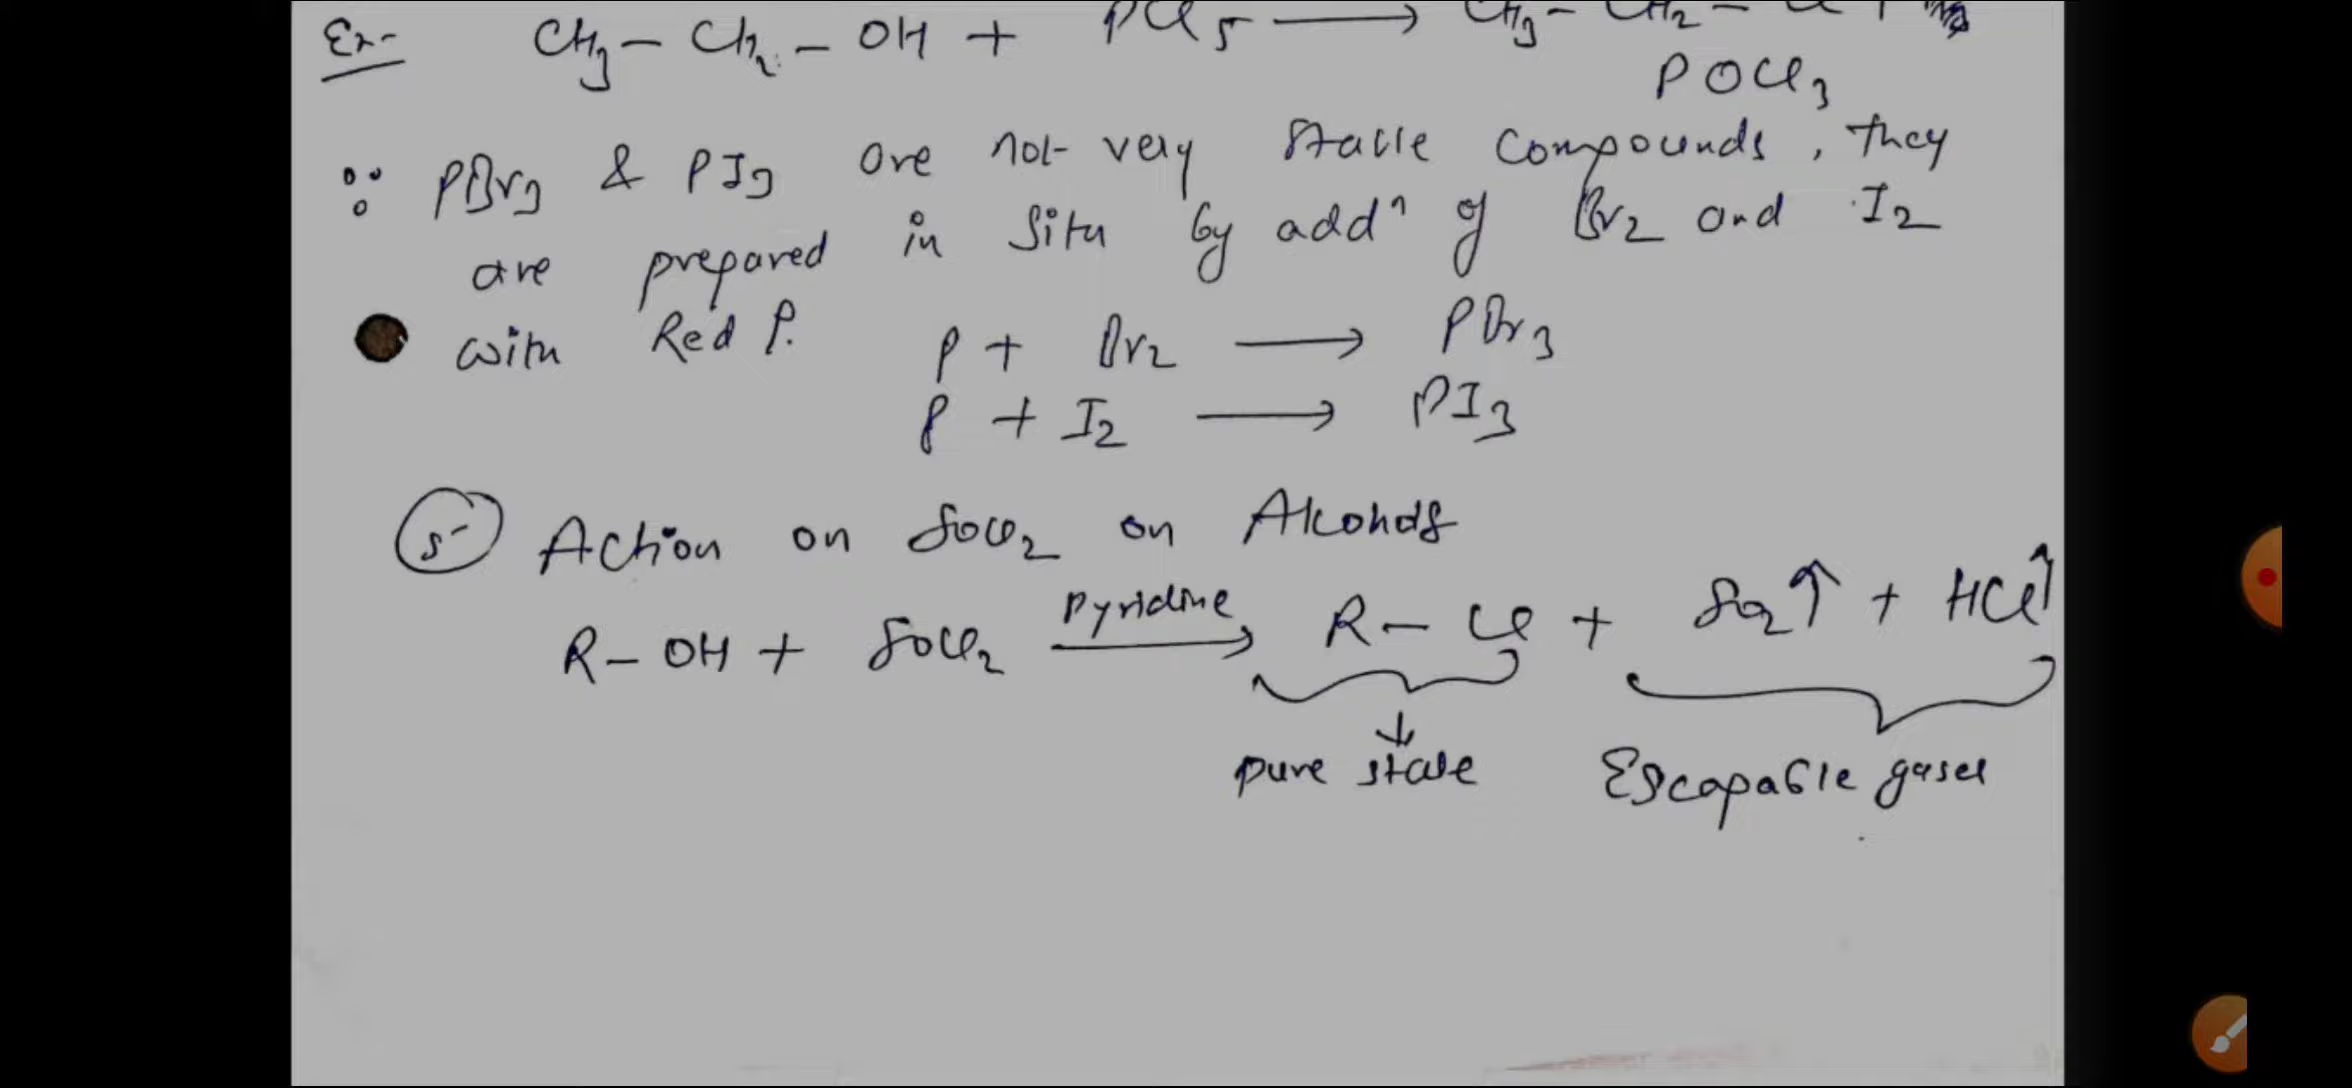 Ex- CH3 - CH2 - OH + PCl5 → CH3 - CH2 - Cl +
POCl3
∵ PBr3 & PI3 are not very stable compounds, they
are prepared in situ by addⁿ of Br2 and I2
with Red P.
P + Br2 → PBr3
P + I2 → PI3
5- Action on SOCl2 on Alcohols
Pyridine
R - OH + SOCl2 → R - Cl + SO2↑ + HCl↑
↓
pure state Escapable gases